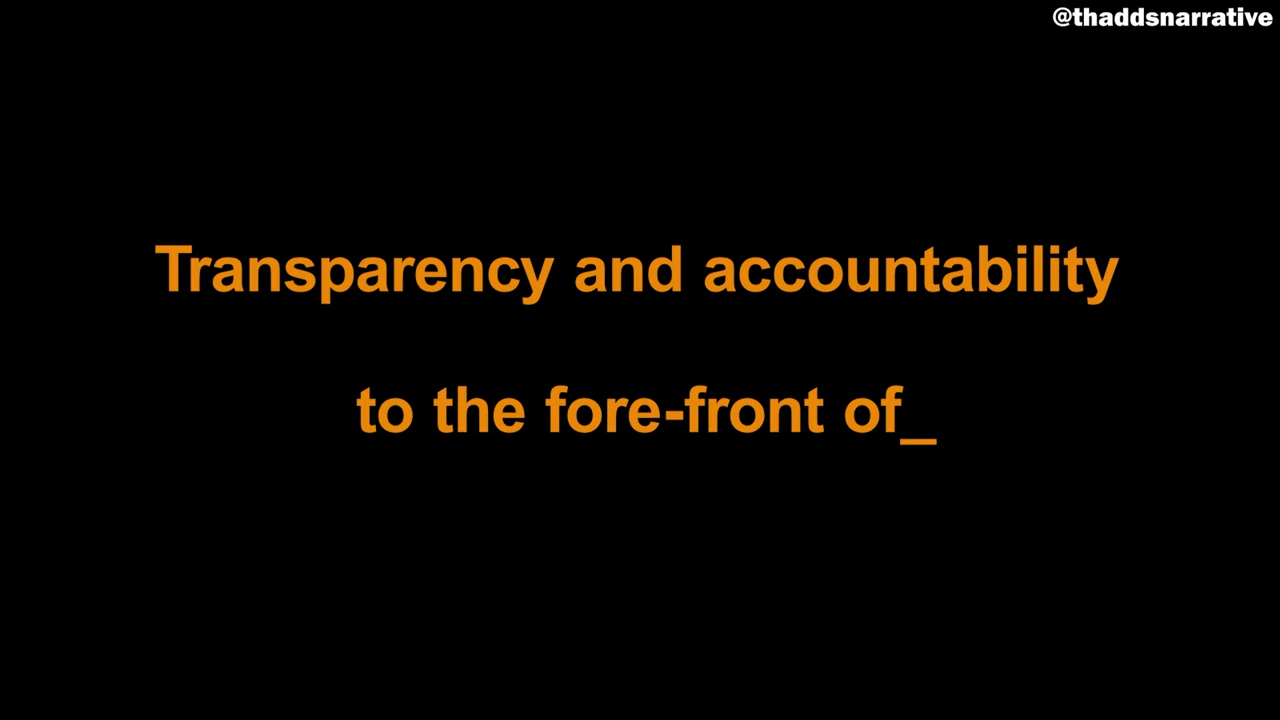 @thaddsnarrative
Transparency and accountability
to the fore-front of_